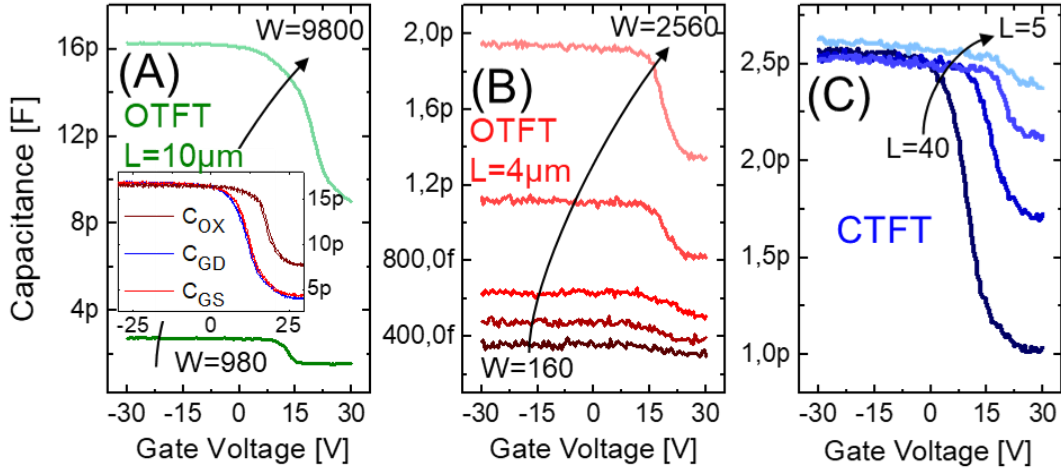 Capacitance [F]
16p
12p
8p
4p
(A)
W=9800
OTFT
L=10µm
C_OX
C_GD
C_GS
15p
10p
5p
-25
0
25
W=980
-30
-15
0
15
30
Gate Voltage [V]
2,0p
1,6p
1,2p
800,0f
400,0f
W=2560
(B)
OTFT
L=4µm
W=160
-30
-15
0
15
30
Gate Voltage [V]
2,5p
2,0p
1,5p
1,0p
L=5
(C)
L=40
CTFT
-30
-15
0
15
30
Gate Voltage [V]